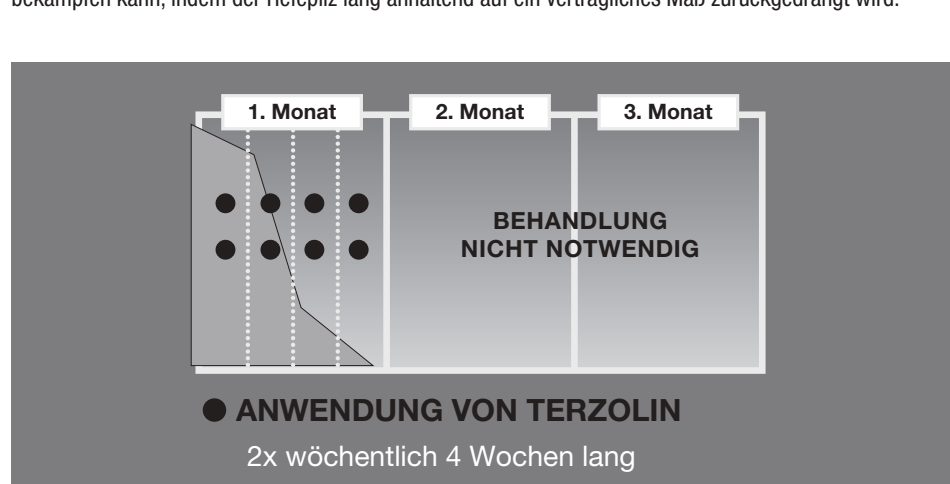 bekämpfen kann, indem der Hefepilz lang anhaltend auf ein verträgliches Maß zurückgedrängt wird.
1. Monat 2. Monat 3. Monat
BEHANDLUNG
NICHT NOTWENDIG
ANWENDUNG VON TERZOLIN
2x wöchentlich 4 Wochen lang